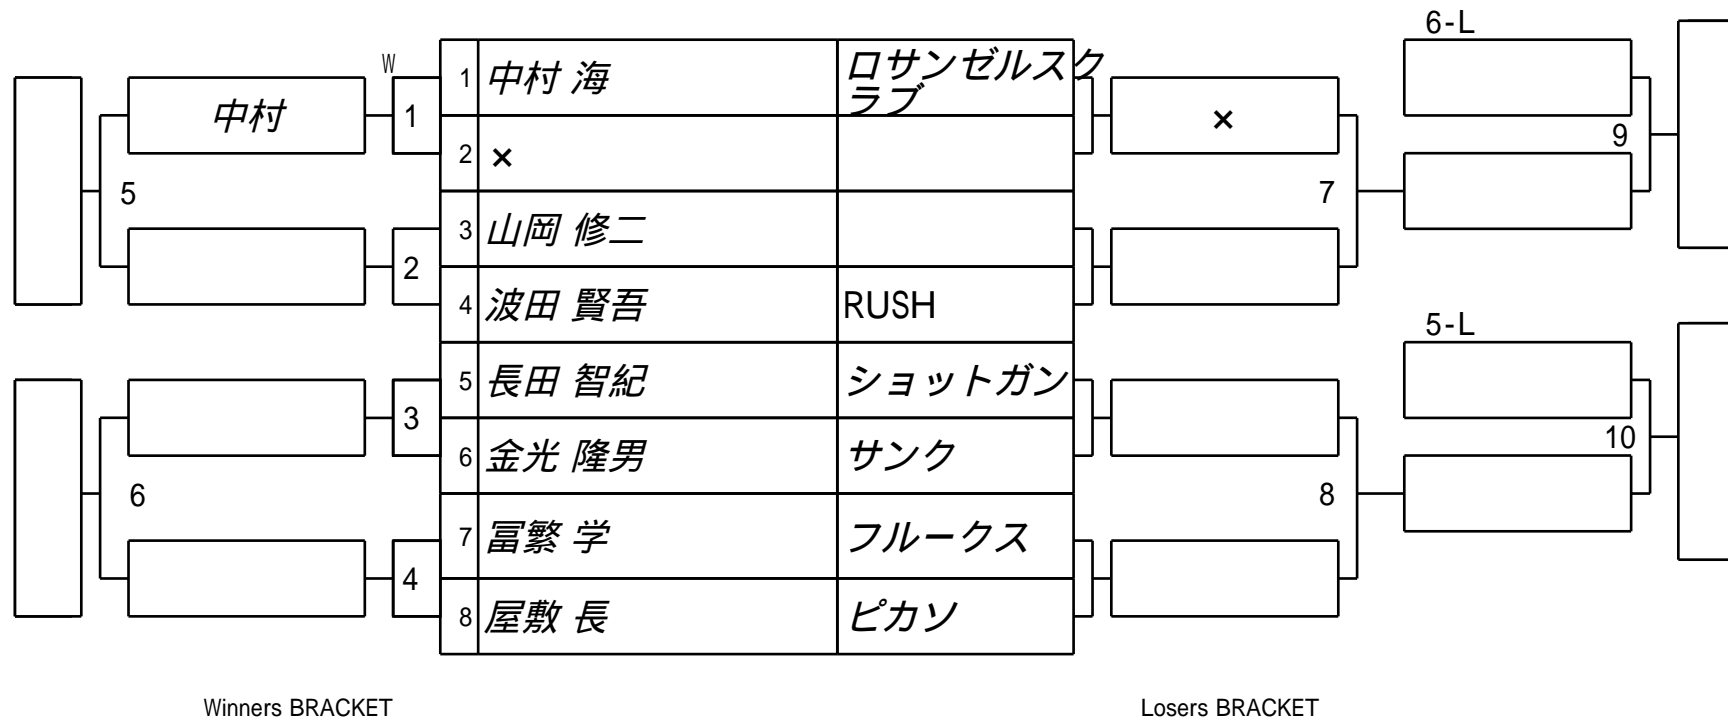 6-L
W
1 中村 海 ロサンゼルスク
ラブ
中村 1 × 9
2 ×
5 7
3 山岡 修二
2
4 波田 賢吾 RUSH
5-L
5 長田 智紀 ショットガン
3 10
6 金光 隆男 サンク
6 8
7 冨繁 学 フルークス
4
8 屋敷 長 ピカソ
Winners BRACKET Losers BRACKET